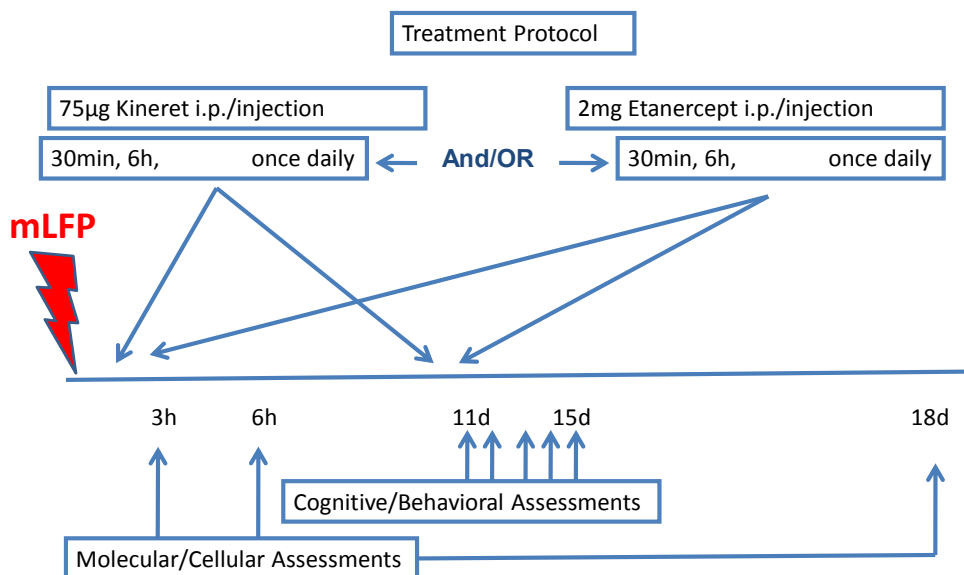 Treatment Protocol
75µg Kineret i.p./injection
2mg Etanercept i.p./injection
30min, 6h, once daily
And/OR
30min, 6h, once daily
mLFP
3h 6h 11d 15d 18d
Cognitive/Behavioral Assessments
Molecular/Cellular Assessments